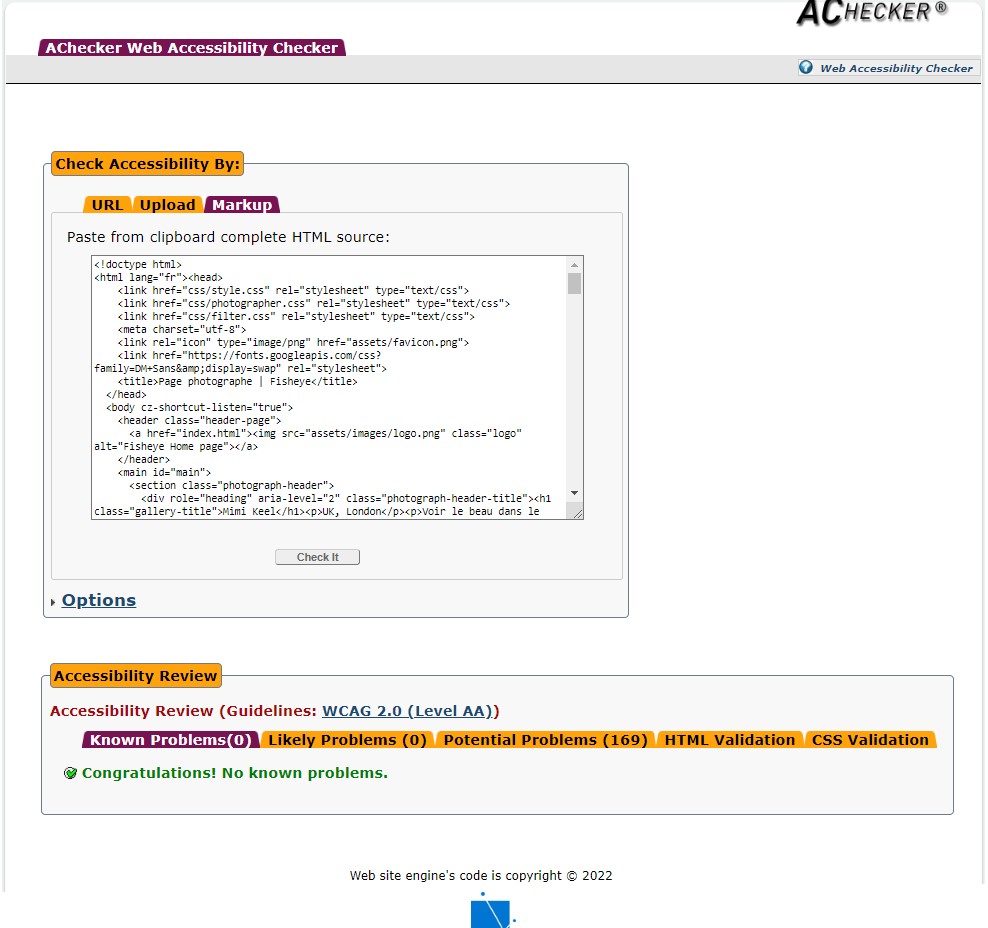 ACHECKER ®
AChecker Web Accessibility Checker
Web Accessibility Checker
Check Accessibility By:
URL Upload Markup
Paste from clipboard complete HTML source:
<!doctype html>
<html lang="fr"><head>
<link href="css/style.css" rel="stylesheet" type="text/css">
<link href="css/photographer.css" rel="stylesheet" type="text/css">
<link href="css/filter.css" rel="stylesheet" type="text/css">
<meta charset="utf-8">
<link rel="icon" type="image/png" href="assets/favicon.png">
<link href="https://fonts.googleapis.com/css?
family=DM+Sans&amp;display=swap" rel="stylesheet">
<title>Page photographe | Fisheye</title>
</head>
<body cz-shortcut-listen="true">
<header class="header-page">
<a href="index.html"><img src="assets/images/logo.png" class="logo"
alt="Fisheye Home page"></a>
</header>
<main id="main">
<section class="photograph-header">
<div role="heading" aria-level="2" class="photograph-header-title"><h1
class="gallery-title">Mimi Keel</h1><p>UK, London</p><p>Voir le beau dans le
Check It
Options
Accessibility Review
Accessibility Review (Guidelines: WCAG 2.0 (Level AA))
Known Problems(0) Likely Problems (0) Potential Problems (169) HTML Validation CSS Validation
Congratulations! No known problems.
Web site engine's code is copyright © 2022